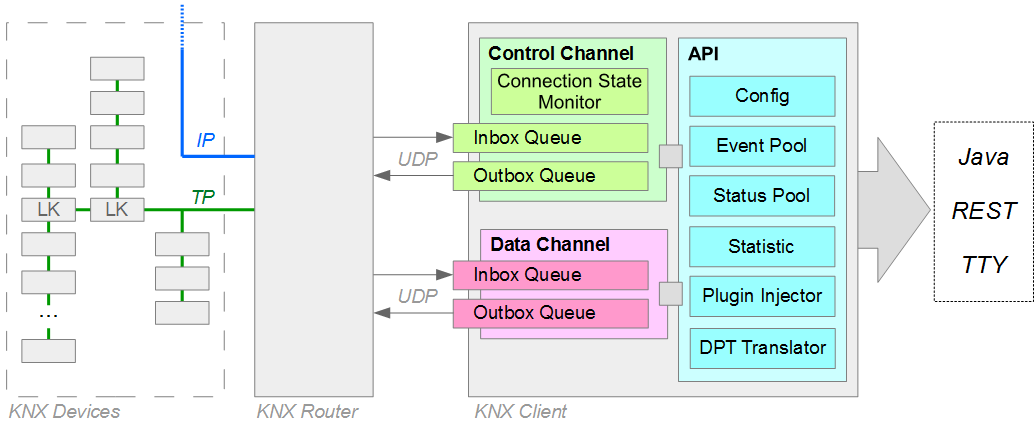 IP
TP
LK
LK
...
KNX Devices
KNX Router
UDP
UDP
Control Channel
Connection State
Monitor
Inbox Queue
Outbox Queue
Data Channel
Inbox Queue
Outbox Queue
API
Config
Event Pool
Status Pool
Statistic
Plugin Injector
DPT Translator
KNX Client
Java
REST
TTY